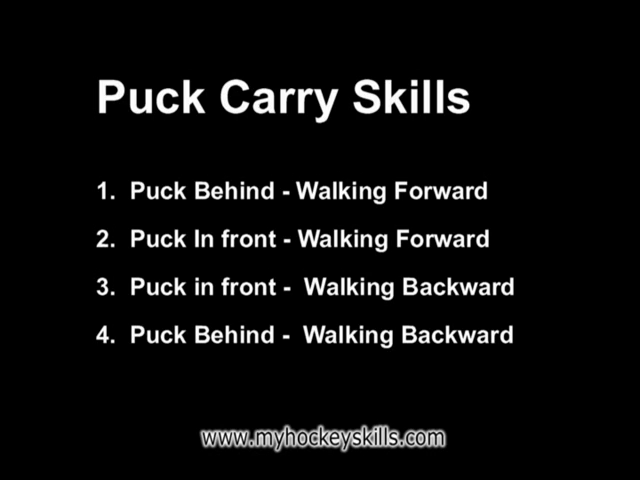 Puck Carry Skills
1. Puck Behind - Walking Forward
2. Puck In front - Walking Forward
3. Puck in front - Walking Backward
4. Puck Behind - Walking Backward
www.myhockeyskills.com